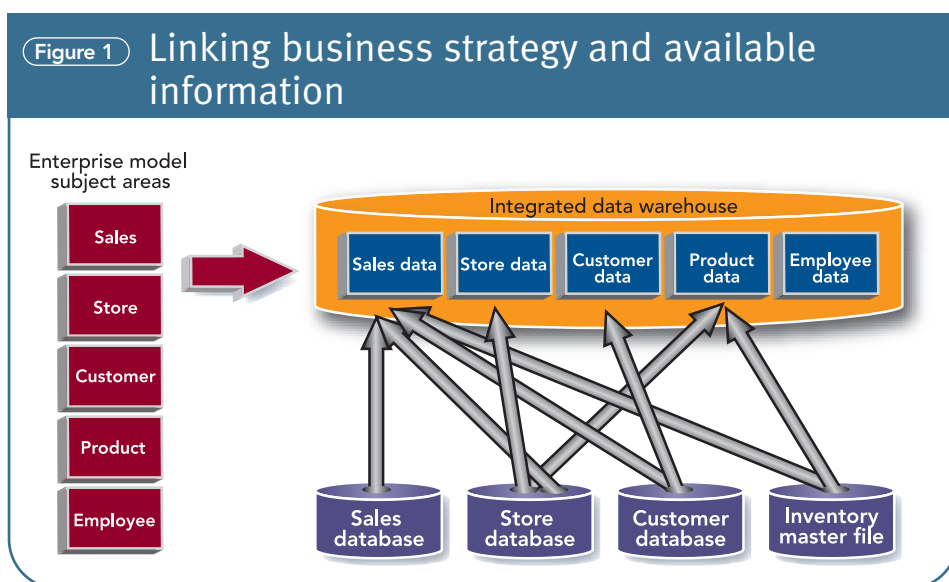 Figure 1
Linking business strategy and available
information
Enterprise model
subject areas
Sales
Store
Customer
Product
Employee
Integrated data warehouse
Sales data
Store data
Customer
data
Product
data
Employee
data
Sales
database
Store
database
Customer
database
Inventory
master file